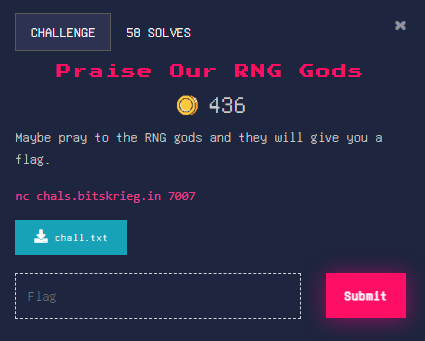 CHALLENGE 50 SOLVES ×
Praise Our RNG Gods
436
Maybe pray to the RNG gods and they will give you a
flag.
nc chals.bitskrieg.in 7007
chall.txt
Flag Submit